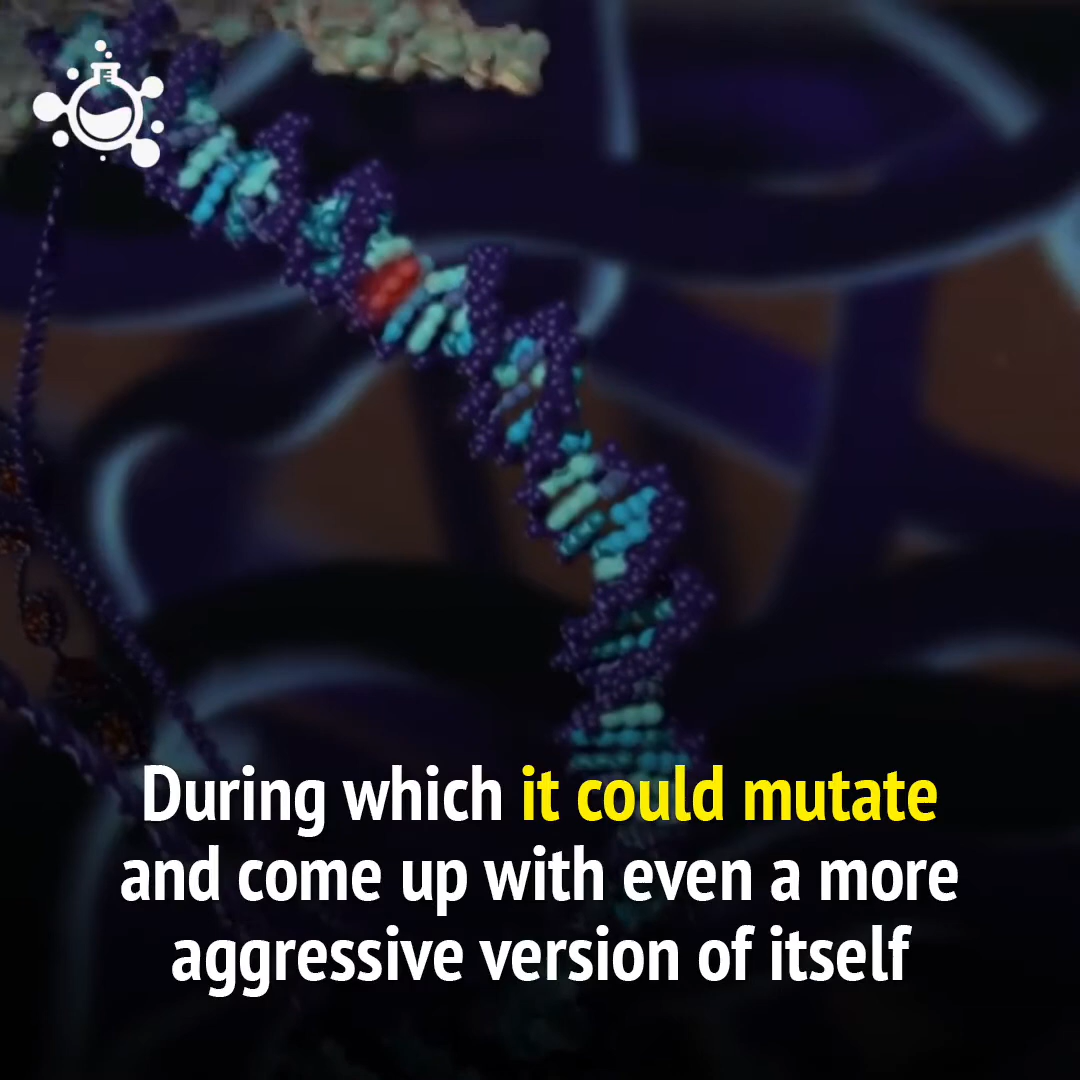 During which it could mutate
and come up with even a more
aggressive version of itself